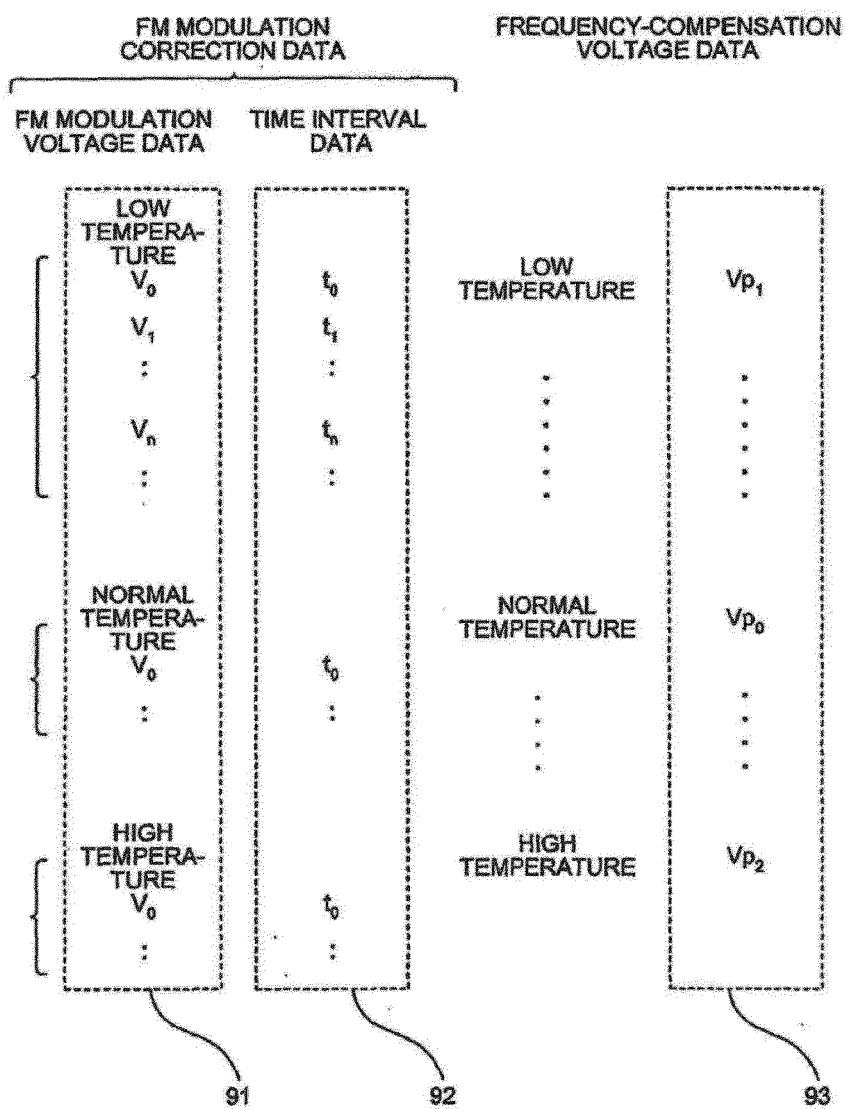 FM MODULATION
CORRECTION DATA
FREQUENCY-COMPENSATION
VOLTAGE DATA
FM MODULATION
VOLTAGE DATA
TIME INTERVAL
DATA
LOW
TEMPERA-
TURE
V0 t0
V1 t1
Vn tn
LOW
TEMPERATURE
Vp1
NORMAL
TEMPERA-
TURE
V0 t0
NORMAL
TEMPERATURE
Vp0
HIGH
TEMPERA-
TURE
V0 t0
HIGH
TEMPERATURE
Vp2
91 92 93